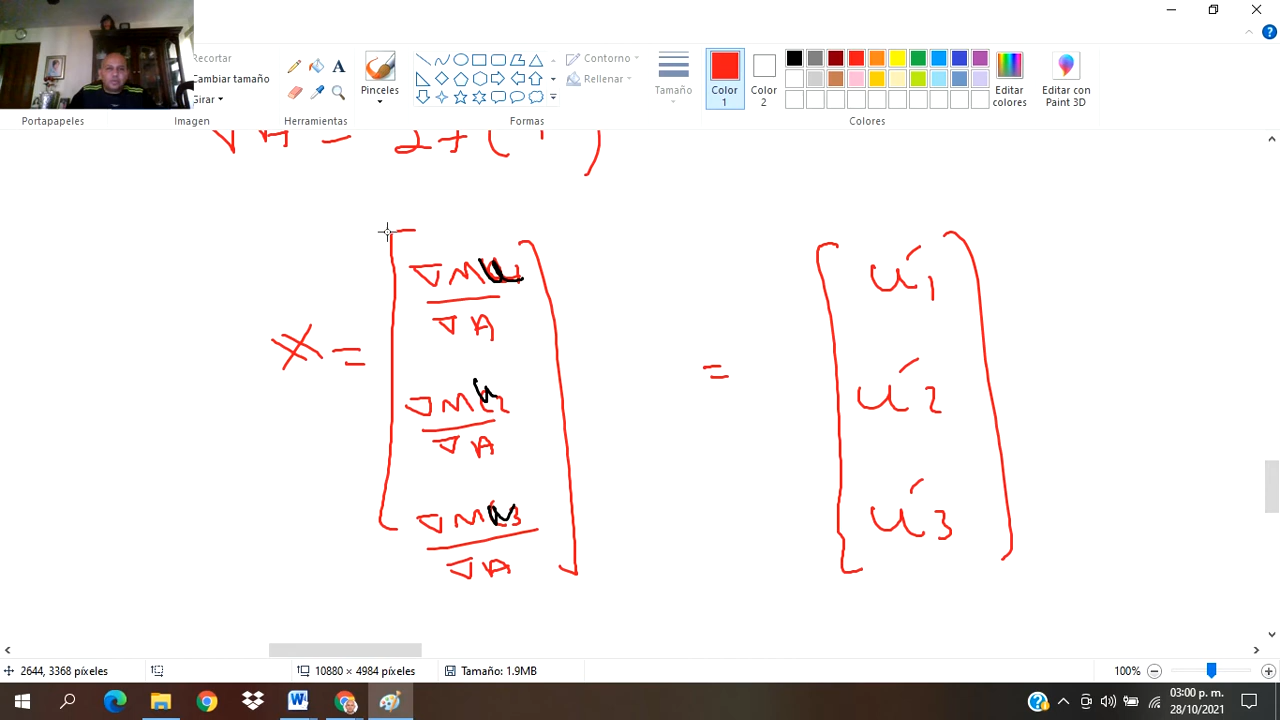 Recortar
Cambiar tamaño
Girar
Pinceles
A
Contorno
Rellenar
Tamaño
Color 1
Color 2
Editar colores
Editar con Paint 3D
Portapapeles
Imagen
Herramientas
Formas
Colores
∇A = 2+(
X =
∇Mu1
∇A
∇Mu2
∇A
∇Mu3
∇A
=
u'1
u'2
u'3
2644, 3368 píxeles
10880 × 4984 píxeles
Tamaño: 1.9MB
100%
03:00 p. m.
28/10/2021